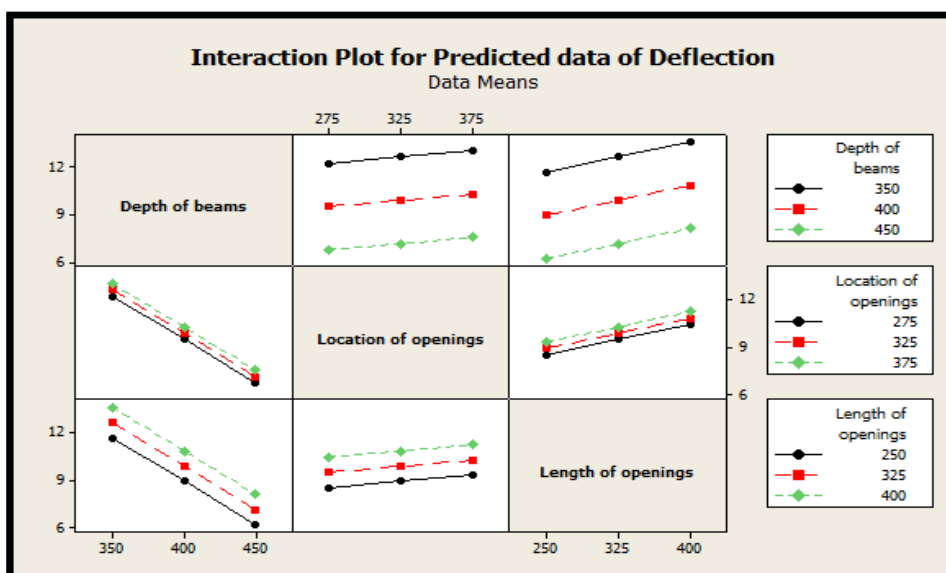 Interaction Plot for Predicted data of Deflection
Data Means
275 325 375
12
9
6
Depth of beams
Depth of
beams
350
400
450
Location of openings
12
9
6
Location of
openings
275
325
375
12
9
6
Length of openings
Length of
openings
250
325
400
350 400 450
250 325 400